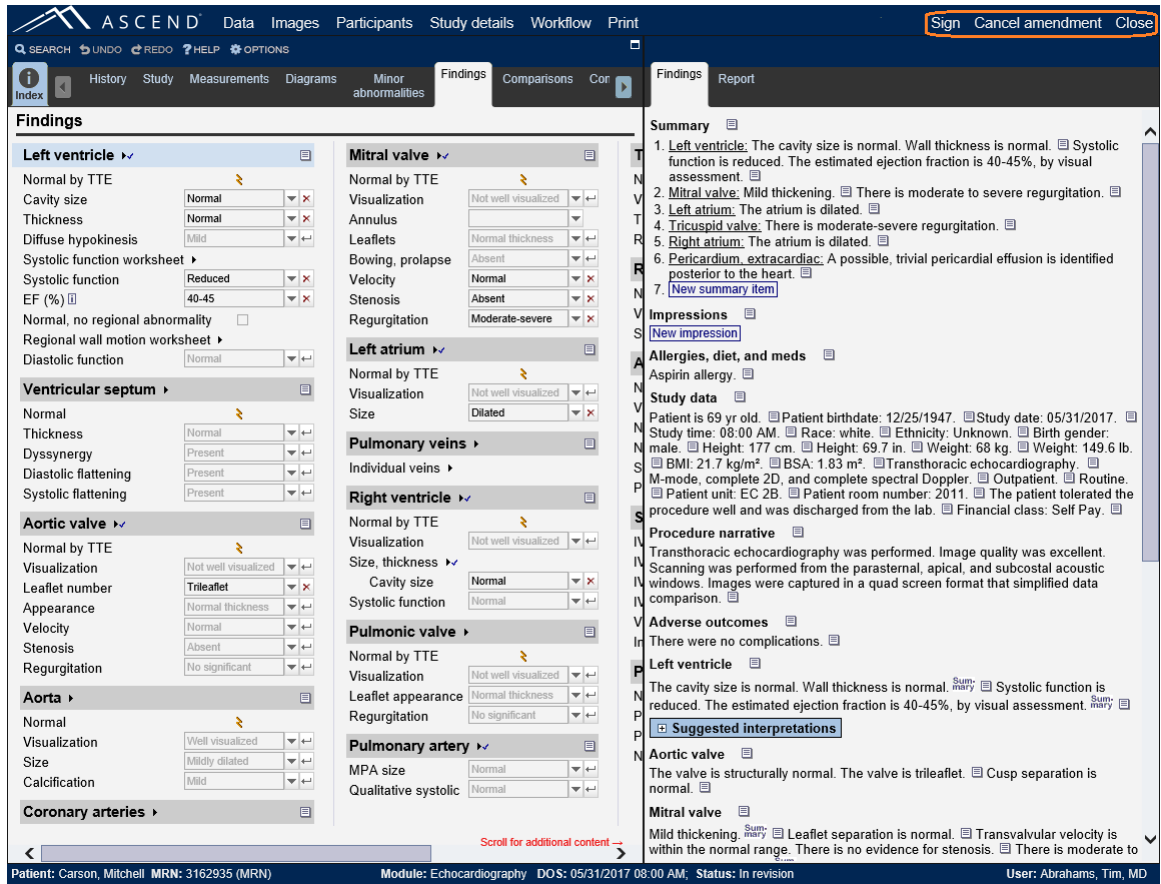 ASCEND Data Images Participants Study details Workflow Print Sign Cancel amendment Close
SEARCH UNDO REDO ? HELP OPTIONS
Index History Study Measurements Diagrams Minor abnormalities Findings Comparisons Cor
Findings
Left ventricle
Normal by TTE
Cavity size Normal
Thickness Normal
Diffuse hypokinesis Mild
Systolic function worksheet
Systolic function Reduced
EF (%) 40-45
Normal, no regional abnormality
Regional wall motion worksheet
Diastolic function Normal
Ventricular septum
Normal
Thickness Normal
Dyssynergy Present
Diastolic flattening Present
Systolic flattening Present
Aortic valve
Normal by TTE
Visualization Not well visualized
Leaflet number Trileaflet
Appearance Normal thickness
Velocity Normal
Stenosis Absent
Regurgitation No significant
Aorta
Normal
Visualization Well visualized
Size Mildly dilated
Calcification Mild
Coronary arteries
Mitral valve
Normal by TTE
Visualization Not well visualized
Annulus
Leaflets Normal thickness
Bowing, prolapse Absent
Velocity Normal
Stenosis Absent
Regurgitation Moderate-severe
Left atrium
Normal by TTE
Visualization Not well visualized
Size Dilated
Pulmonary veins
Individual veins
Right ventricle
Normal by TTE
Visualization Not well visualized
Size, thickness
Cavity size Normal
Systolic function Normal
Pulmonic valve
Normal by TTE
Visualization Not well visualized
Leaflet appearance Normal thickness
Regurgitation No significant
Pulmonary artery
MPA size Normal
Qualitative systolic Normal
Scroll for additional content →
Findings Report
Summary
1. Left ventricle: The cavity size is normal. Wall thickness is normal. Systolic
function is reduced. The estimated ejection fraction is 40-45%, by visual
assessment.
2. Mitral valve: Mild thickening. There is moderate to severe regurgitation.
3. Left atrium: The atrium is dilated.
4. Tricuspid valve: There is moderate-severe regurgitation.
5. Right atrium: The atrium is dilated.
6. Pericardium, extracardiac: A possible, trivial pericardial effusion is identified
posterior to the heart.
7. New summary item
Impressions
New impression
Allergies, diet, and meds
Aspirin allergy.
Study data
Patient is 69 yr old. Patient birthdate: 12/25/1947. Study date: 05/31/2017.
Study time: 08:00 AM. Race: white. Ethnicity: Unknown. Birth gender:
male. Height: 177 cm. Height: 69.7 in. Weight: 68 kg. Weight: 149.6 lb.
BMI: 21.7 kg/m². BSA: 1.83 m². Transthoracic echocardiography.
M-mode, complete 2D, and complete spectral Doppler. Outpatient. Routine.
Patient unit: EC 2B. Patient room number: 2011. The patient tolerated the
procedure well and was discharged from the lab. Financial class: Self Pay.
Procedure narrative
Transthoracic echocardiography was performed. Image quality was excellent.
Scanning was performed from the parasternal, apical, and subcostal acoustic
windows. Images were captured in a quad screen format that simplified data
comparison.
Adverse outcomes
There were no complications.
Left ventricle
The cavity size is normal. Wall thickness is normal. Summary Systolic function is
reduced. The estimated ejection fraction is 40-45%, by visual assessment. Summary
Suggested interpretations
Aortic valve
The valve is structurally normal. The valve is trileaflet. Cusp separation is
normal.
Mitral valve
Mild thickening. Summary Leaflet separation is normal. Transvalvular velocity is
within the normal range. There is no evidence for stenosis. There is moderate to
Patient: Carson, Mitchell MRN: 3162935 (MRN) Module: Echocardiography DOS: 05/31/2017 08:00 AM; Status: In revision User: Abrahams, Tim, MD